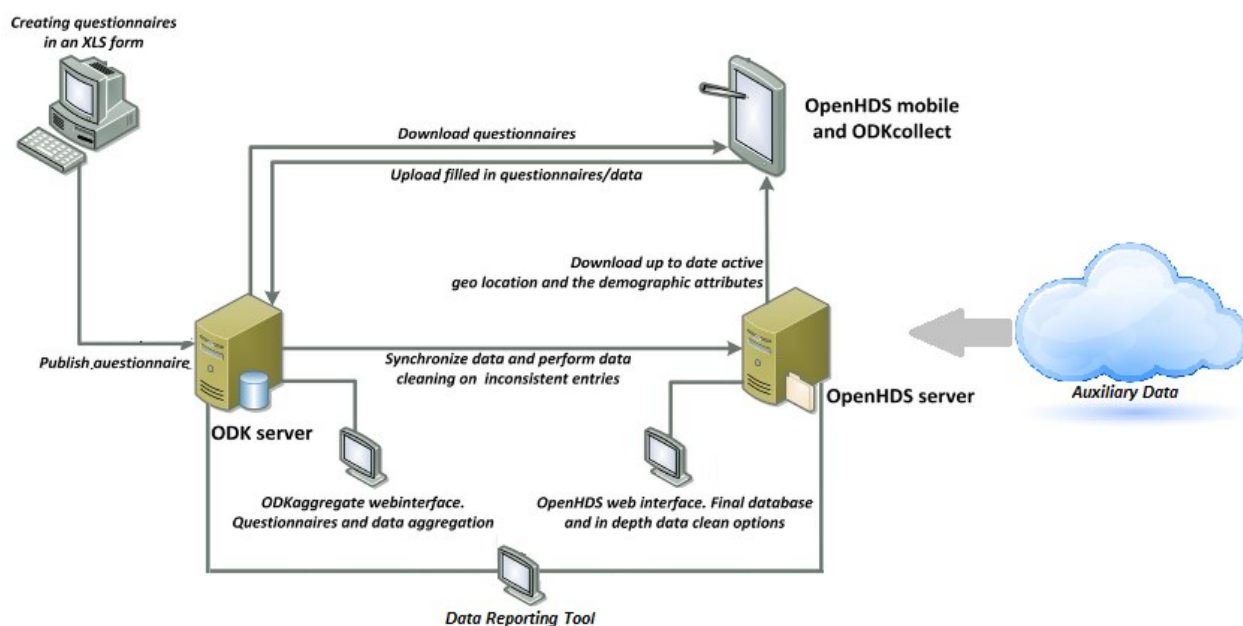 Creating questionnaires
in an XLS form
OpenHDS mobile
and ODKcollect
Download questionnaires
Upload filled in questionnaires/data
Download up to date active
geo location and the demographic attributes
Publish auestionnaire
Synchronize data and perform data
cleaning on inconsistent entries
Auxiliary Data
OpenHDS server
ODK server
ODKaggregate webinterface.
Questionnaires and data aggregation
OpenHDS web interface. Final database
and in depth data clean options
Data Reporting Tool